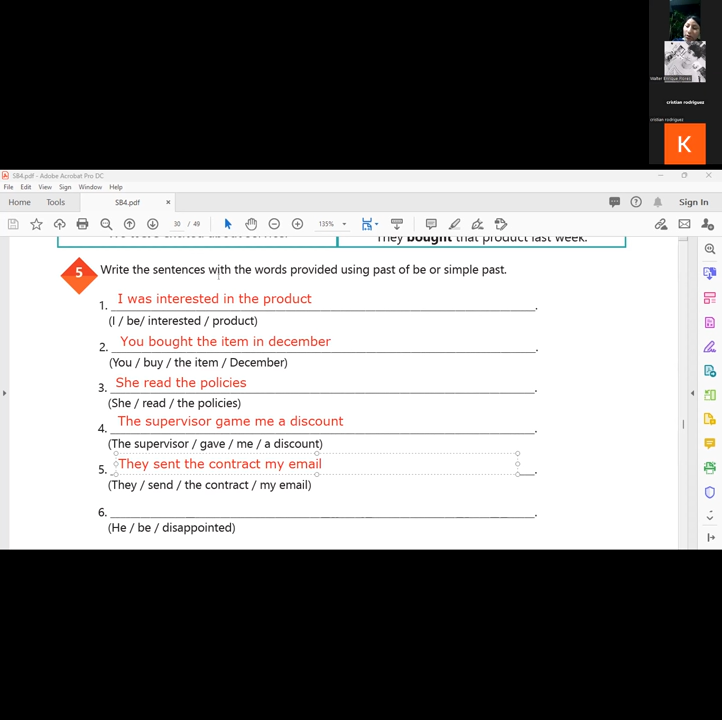 Walter Enrique Flores
cristian rodriguez
cristian rodriguez
K
SB4.pdf - Adobe Acrobat Pro DC
File Edit View Sign Window Help
Home Tools SB4.pdf × Sign In
30 / 49 135%
They bought that product last week.
5 Write the sentences with the words provided using past of be or simple past.
1. I was interested in the product.
(I / be/ interested / product)
2. You bought the item in december.
(You / buy / the item / December)
3. She read the policies.
(She / read / the policies)
4. The supervisor game me a discount.
(The supervisor / gave / me / a discount)
5. They sent the contract my email.
(They / send / the contract / my email)
6. .
(He / be / disappointed)